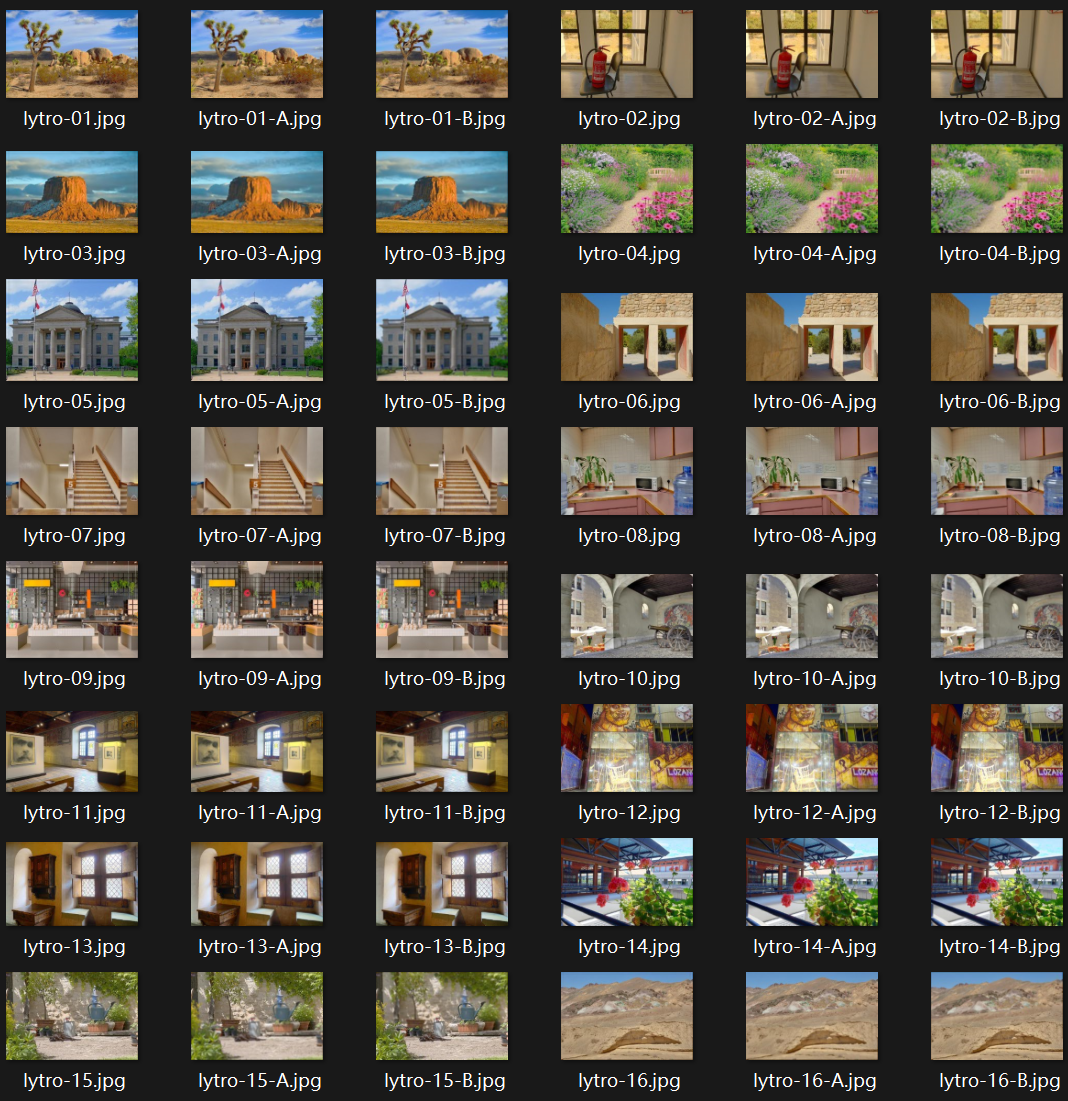 lytro-01.jpg lytro-01-A.jpg lytro-01-B.jpg lytro-02.jpg lytro-02-A.jpg lytro-02-B.jpg
lytro-03.jpg lytro-03-A.jpg lytro-03-B.jpg lytro-04.jpg lytro-04-A.jpg lytro-04-B.jpg
lytro-05.jpg lytro-05-A.jpg lytro-05-B.jpg lytro-06.jpg lytro-06-A.jpg lytro-06-B.jpg
lytro-07.jpg lytro-07-A.jpg lytro-07-B.jpg lytro-08.jpg lytro-08-A.jpg lytro-08-B.jpg
lytro-09.jpg lytro-09-A.jpg lytro-09-B.jpg lytro-10.jpg lytro-10-A.jpg lytro-10-B.jpg
LOZANO
lytro-11.jpg lytro-11-A.jpg lytro-11-B.jpg lytro-12.jpg lytro-12-A.jpg lytro-12-B.jpg
lytro-13.jpg lytro-13-A.jpg lytro-13-B.jpg lytro-14.jpg lytro-14-A.jpg lytro-14-B.jpg
lytro-15.jpg lytro-15-A.jpg lytro-15-B.jpg lytro-16.jpg lytro-16-A.jpg lytro-16-B.jpg